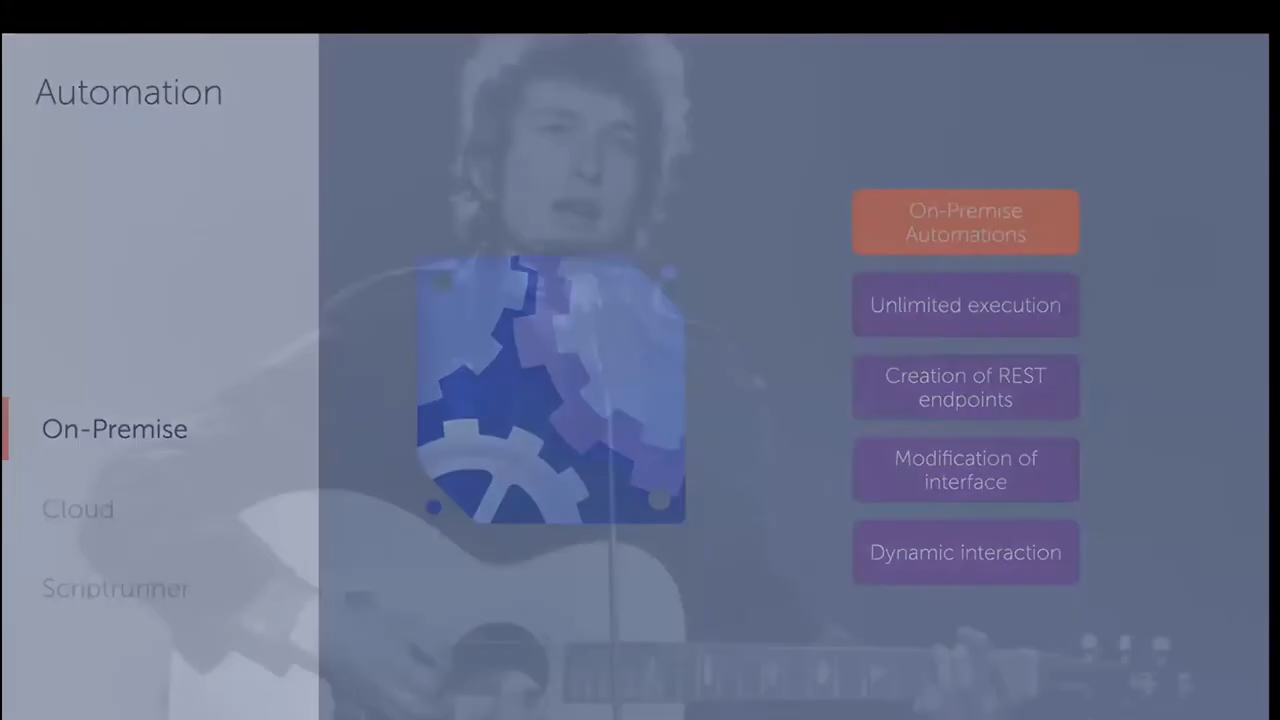 Automation
On-Premise
Cloud
Scriptrunner
On-Premise
Automations
Unlimited execution
Creation of REST
endpoints
Modification of
interface
Dynamic interaction